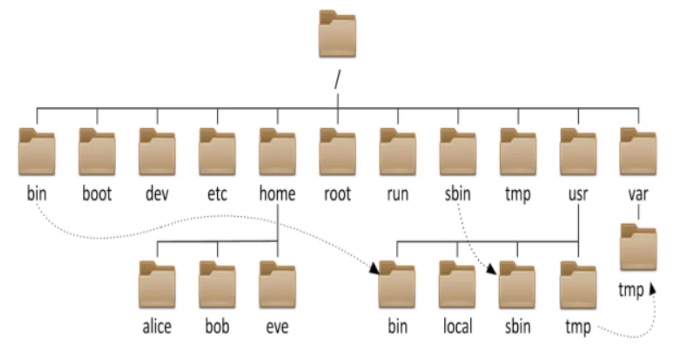 /
bin boot dev etc home root run sbin tmp usr var
tmp
alice bob eve bin local sbin tmp